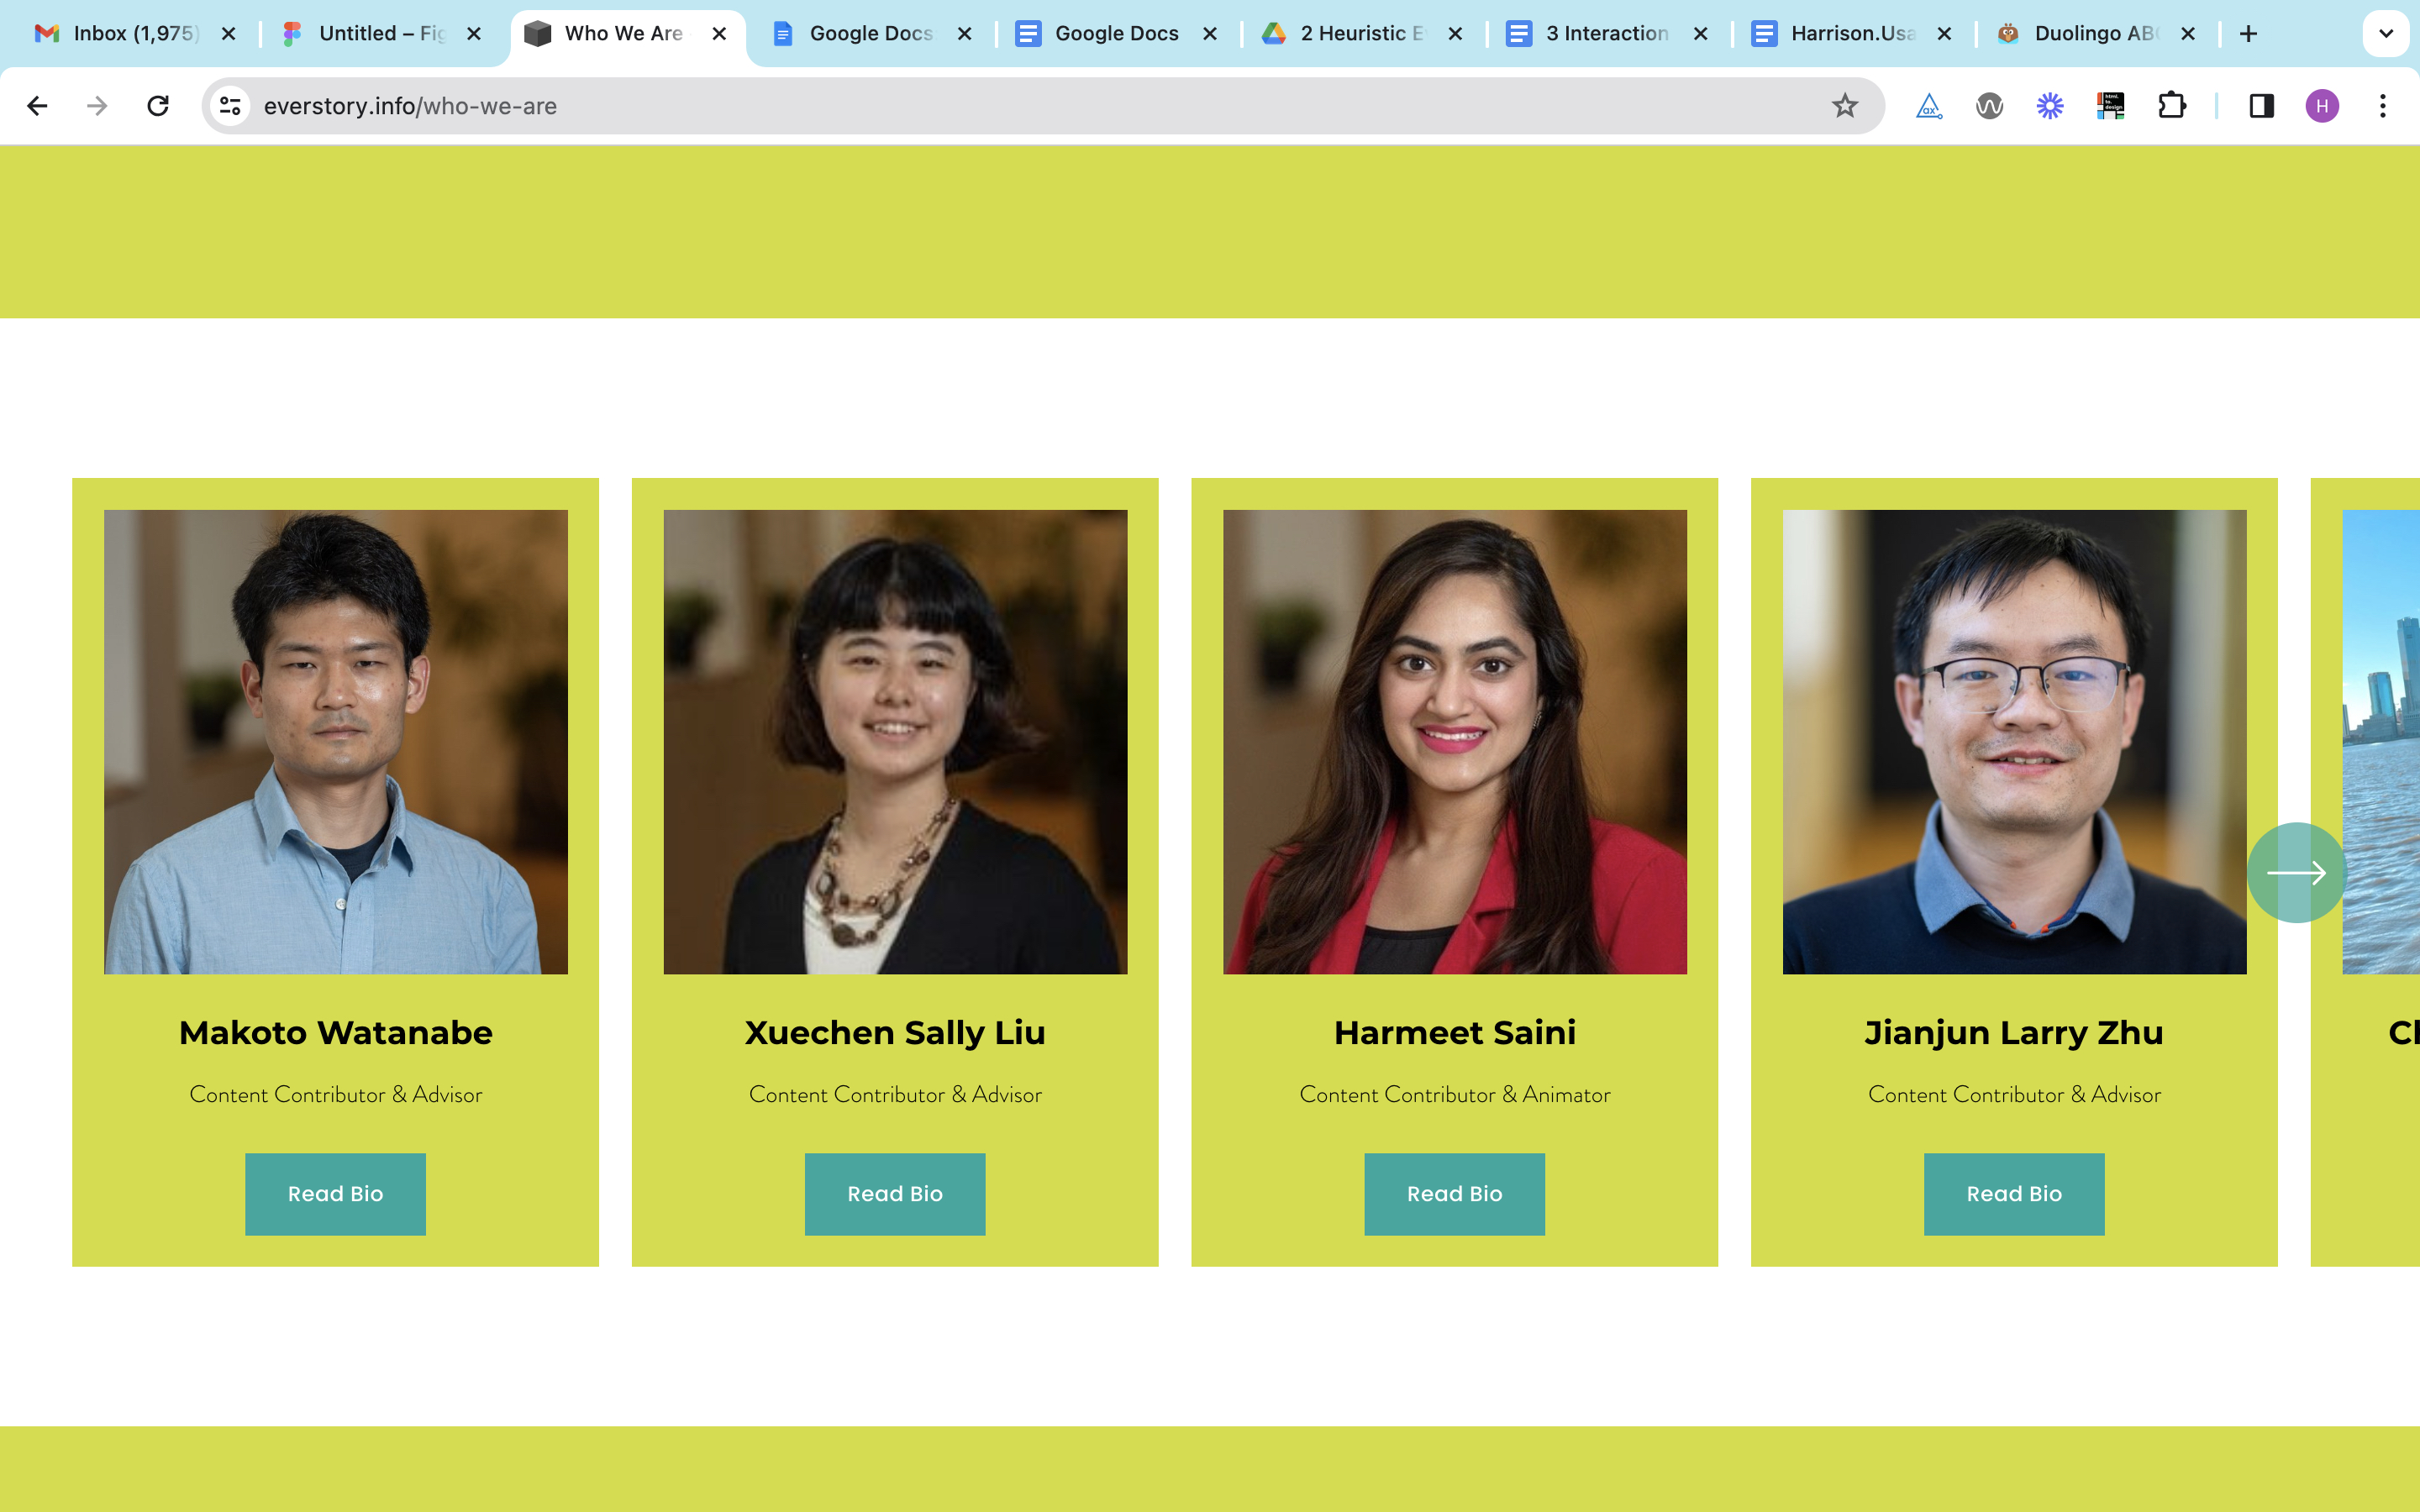 Inbox (1,975)
Untitled – Fig
Who We Are
Google Docs
Google Docs
2 Heuristic E
3 Interaction
Harrison.Usa
Duolingo ABC
everstory.info/who-we-are
H
Makoto Watanabe
Content Contributor & Advisor
Read Bio
Xuechen Sally Liu
Content Contributor & Advisor
Read Bio
Harmeet Saini
Content Contributor & Animator
Read Bio
Jianjun Larry Zhu
Content Contributor & Advisor
Read Bio